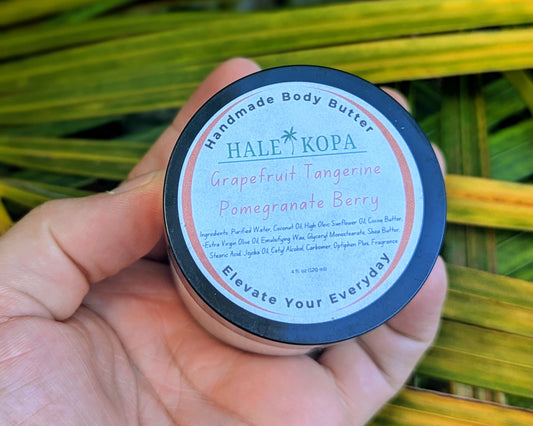 Handmade Body Butter
HALE KOPA
Grapefruit Tangerine
Pomegranate Berry
Ingredients: Purified Water, Coconut Oil, High Oleic Sunflower Oil, Cocoa Butter,
Extra Virgin Olive Oil, Emulsifying Wax, Glyceryl Monostearate, Shea Butter,
Stearic Acid, Jojoba Oil, Cetyl Alcohol, Carbomer, Optiphen Plus, Fragrance
4 fl oz (120 ml)
Elevate Your Everyday